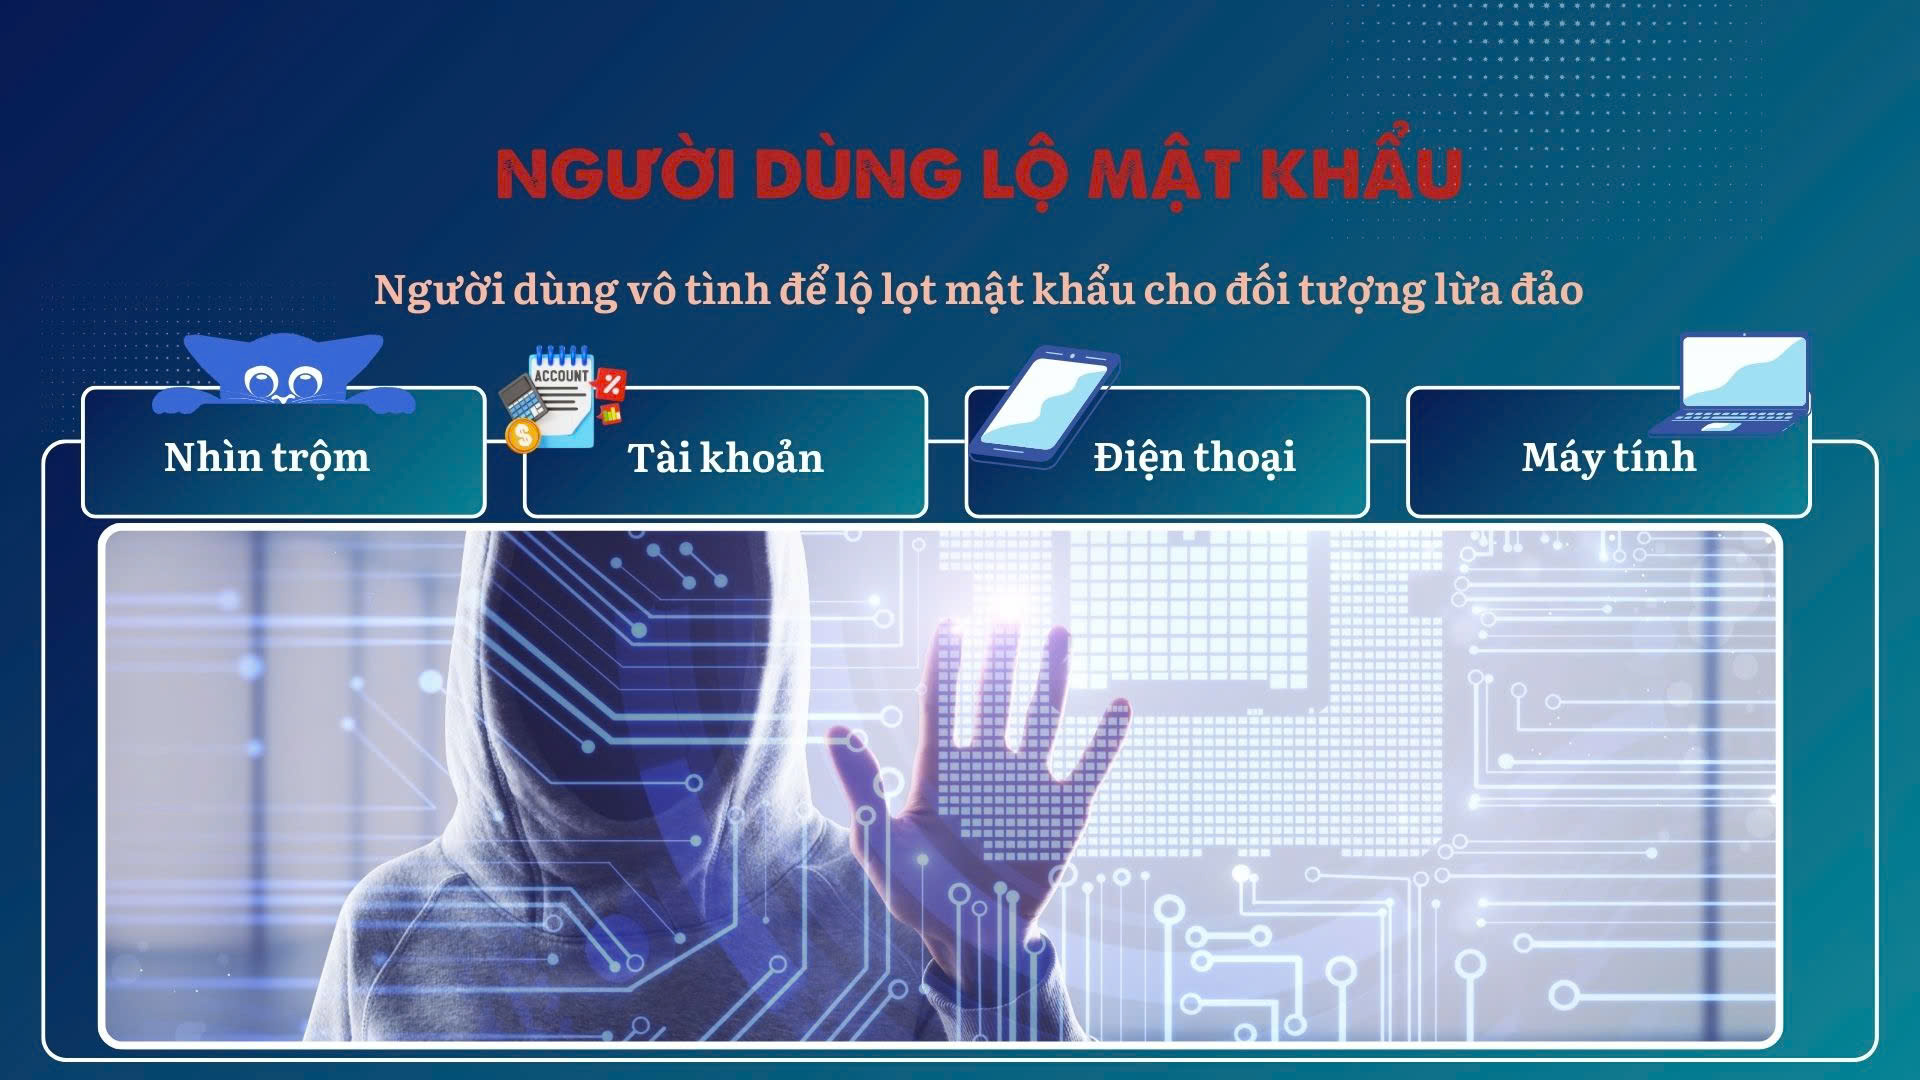 NGƯỜI DÙNG LỘ MẬT KHẨU
Người dùng vô tình để lộ lọt mật khẩu cho đối tượng lừa đảo
ACCOUNT
%
$
Nhìn trộm
Tài khoản
Điện thoại
Máy tính